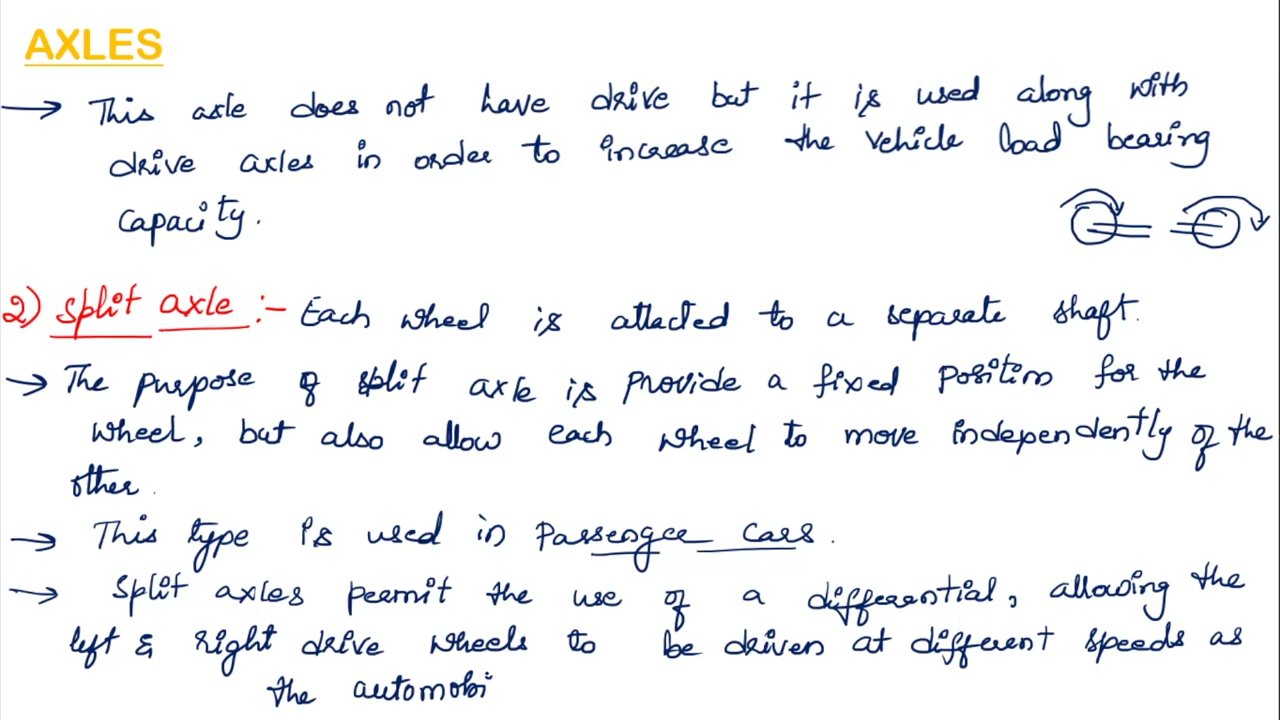 AXLES
→ This axle does not have drive but it is used along with
drive axles in order to increase the vehicle load bearing
capacity.
2) Split axle :- Each wheel is attacted to a separate shaft.
→ The purpose of split axle is provide a fixed position for the
wheel, but also allow each wheel to move independently of the
other.
→ This type is used in Passenger Cars.
→ Split axles permit the use of a differential, allowing the
left & right drive wheels to be driven at different speeds as
the automobi